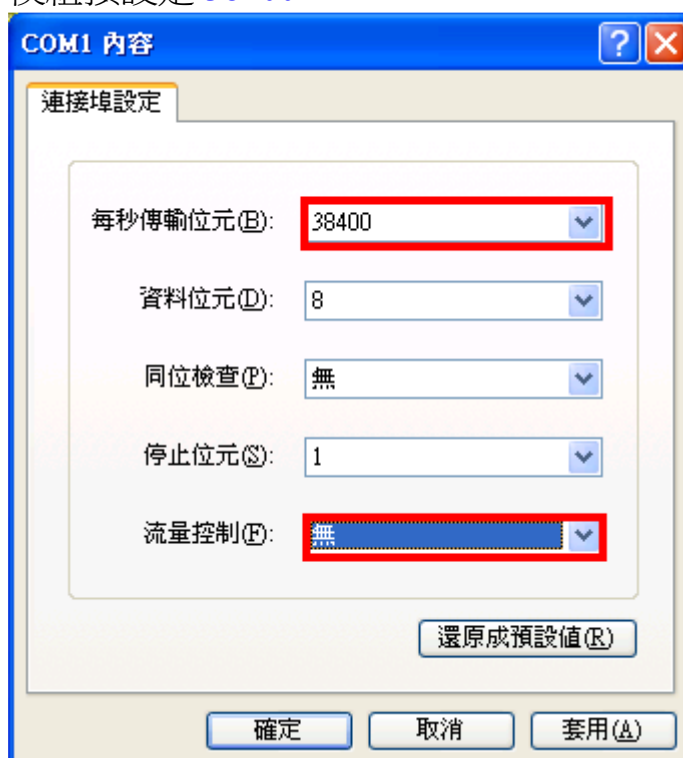 COM1 內容
連接埠設定
每秒傳輸位元(B): 38400
資料位元(D): 8
同位檢查(P): 無
停止位元(S): 1
流量控制(F): 無
還原成預設值(R)
確定 取消 套用(A)